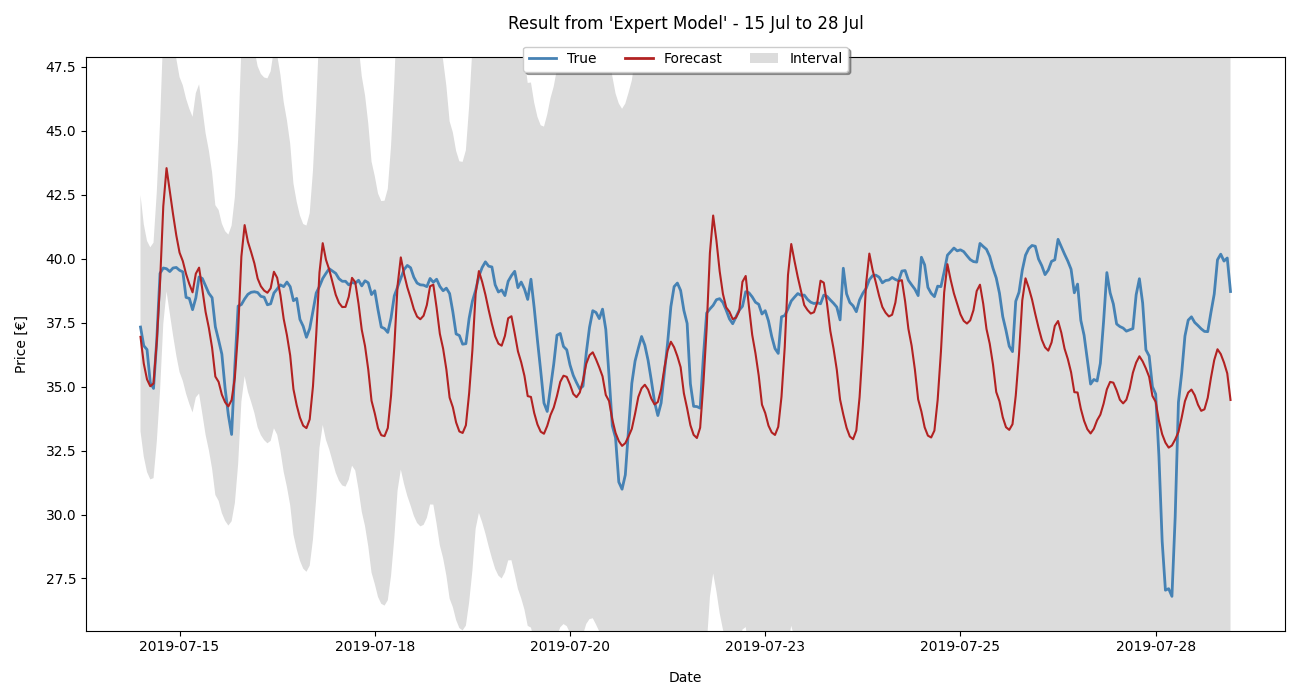 Result from 'Expert Model' - 15 Jul to 28 Jul
True Forecast Interval
47.5
45.0
42.5
40.0
37.5
35.0
32.5
30.0
27.5
Price [€]
2019-07-15 2019-07-18 2019-07-20 2019-07-23 2019-07-25 2019-07-28
Date